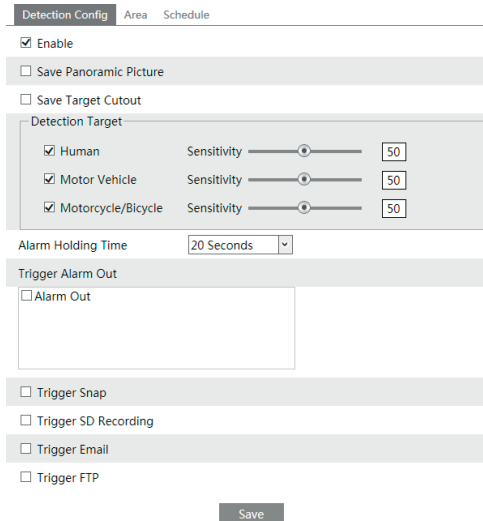 Detection Config Area Schedule
Enable
Save Panoramic Picture
Save Target Cutout
Detection Target
Human Sensitivity 50
Motor Vehicle Sensitivity 50
Motorcycle/Bicycle Sensitivity 50
Alarm Holding Time 20 Seconds
Trigger Alarm Out
Alarm Out
Trigger Snap
Trigger SD Recording
Trigger Email
Trigger FTP
Save